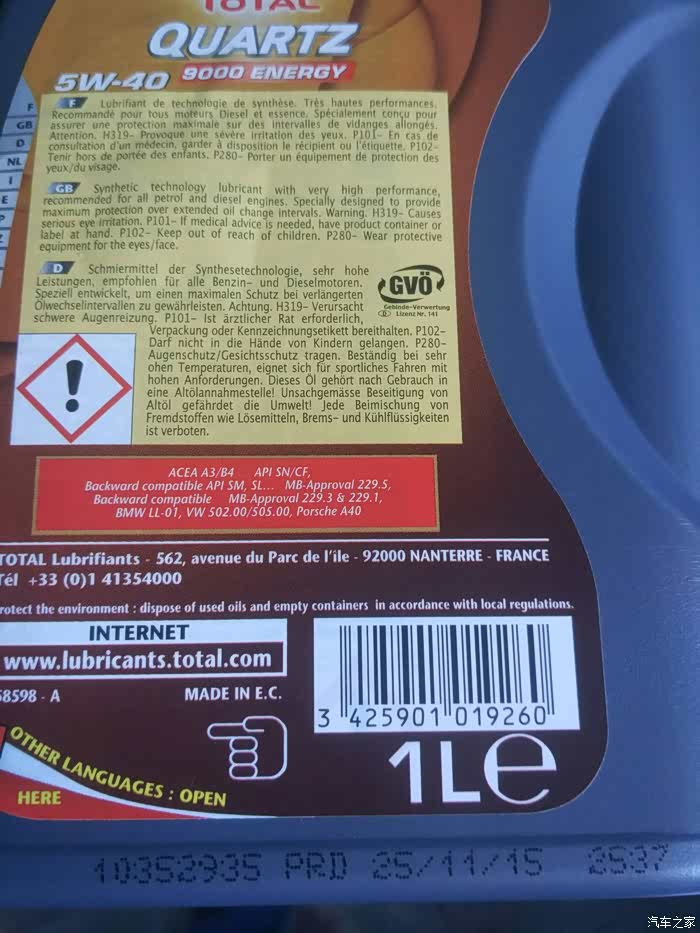 TOTAL
QUARTZ
5W-40 9000 ENERGY
F
GB
D
NL
I
E
P
F Lubrifiant de technologie de synthèse. Très hautes performances.
Recommandé pour tous moteurs Diesel et essence. Spécialement conçu pour
assurer une protection maximale sur des intervalles de vidanges allongés.
Attention. H319- Provoque une sévère irritation des yeux. P101- En cas de
consultation d'un médecin, garder à disposition le récipient ou l'étiquette. P102-
Tenir hors de portée des enfants. P280- Porter un équipement de protection des
yeux/du visage.
GB Synthetic technology lubricant with very high performance,
recommended for all petrol and diesel engines. Specially designed to provide
maximum protection over extended oil change intervals. Warning. H319- Causes
serious eye irritation. P101- If medical advice is needed, have product container or
label at hand. P102- Keep out of reach of children. P280- Wear protective
equipment for the eyes/face.
D Schmiermittel der Synthesetechnologie, sehr hohe
Leistungen, empfohlen für alle Benzin- und Dieselmotoren.
Speziell entwickelt, um einen maximalen Schutz bei verlängerten
Ölwechselintervallen zu gewährleisten. Achtung. H319- Verursacht
schwere Augenreizung. P101- Ist ärztlicher Rat erforderlich,
Verpackung oder Kennzeichnungsetikett bereithalten. P102-
Darf nicht in die Hände von Kindern gelangen. P280-
Augenschutz/Gesichtsschutz tragen. Beständig bei sehr
ohen Temperaturen, eignet sich für sportliches Fahren mit
hohen Anforderungen. Dieses Öl gehört nach Gebrauch in
eine Altölannahmestelle! Unsachgemässe Beseitigung von
Altöl gefährdet die Umwelt! Jede Beimischung von
Fremdstoffen wie Lösemitteln, Brems- und Kühlflüssigkeiten
ist verboten.
GVÖ
Gebinde-Verwertung
D Lizenz Nr. 141
ACEA A3/B4 API SN/CF,
Backward compatible API SM, SL... MB-Approval 229.5,
Backward compatible MB-Approval 229.3 & 229.1,
BMW LL-01, VW 502.00/505.00, Porsche A40
TOTAL Lubrifiants - 562, avenue du Parc de l'île - 92000 NANTERRE - FRANCE
Tél +33 (0)1 41354000
rotect the environment : dispose of used oils and empty containers in accordance with local regulations.
INTERNET
www.lubricants.total.com
58598 - A MADE IN E.C.
3 425901 019260
1L e
OTHER LANGUAGES : OPEN
HERE
10352935 PRD 25/11/15 2537
汽车之家